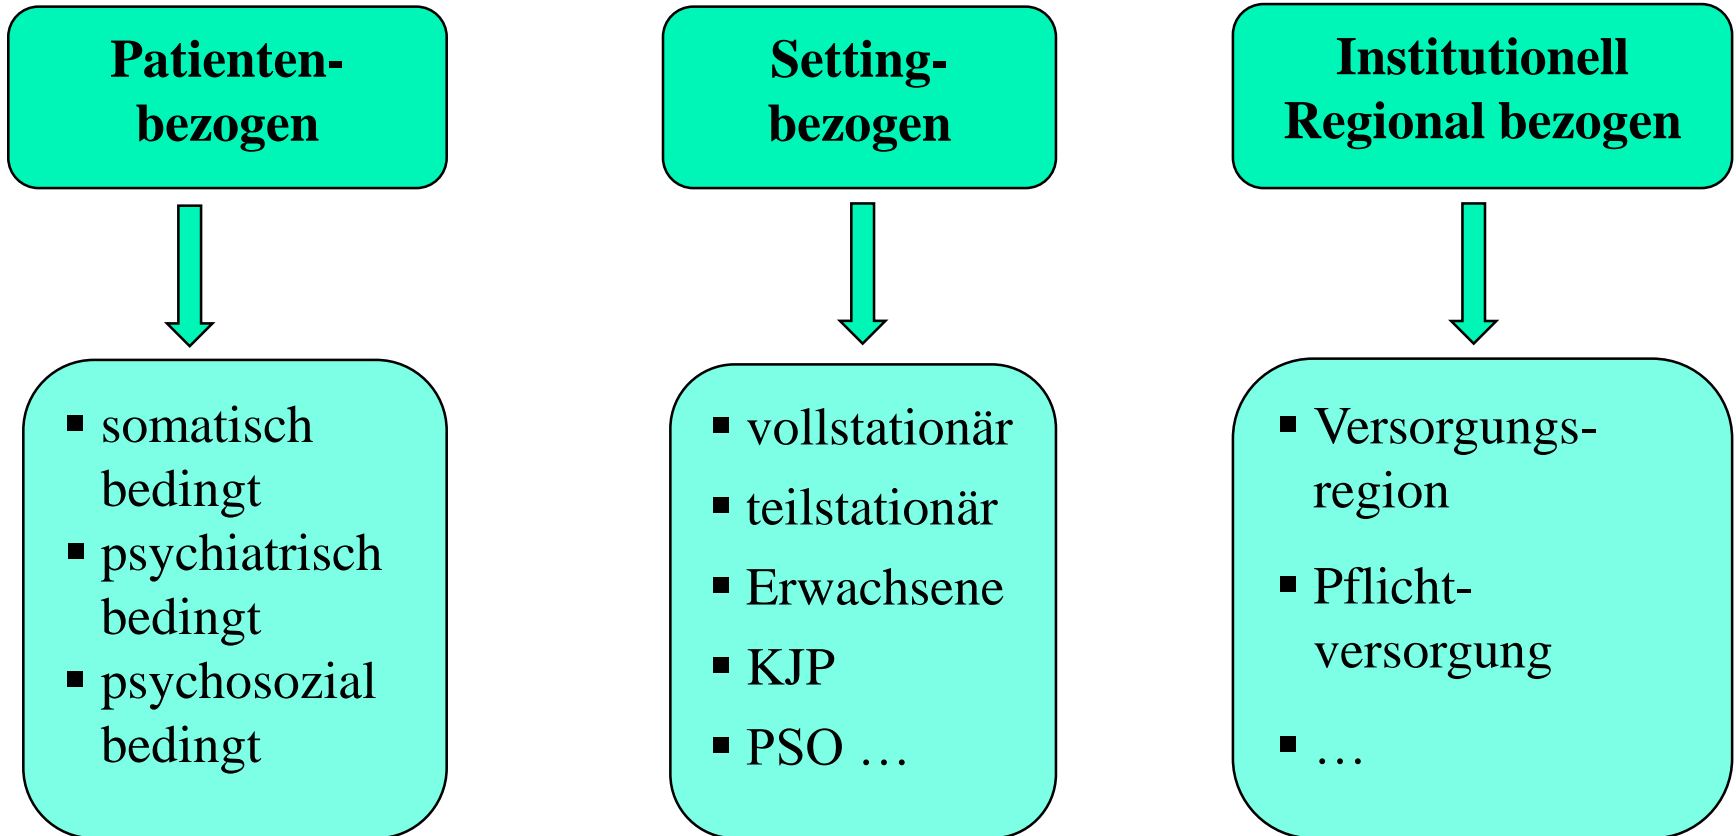 Patienten-
bezogen
Setting-
bezogen
Institutionell
Regional bezogen
▪ somatisch
bedingt
▪ psychiatrisch
bedingt
▪ psychosozial
bedingt
▪ vollstationär
▪ teilstationär
▪ Erwachsene
▪ KJP
▪ PSO …
▪ Versorgungs-
region
▪ Pflicht-
versorgung
▪ …